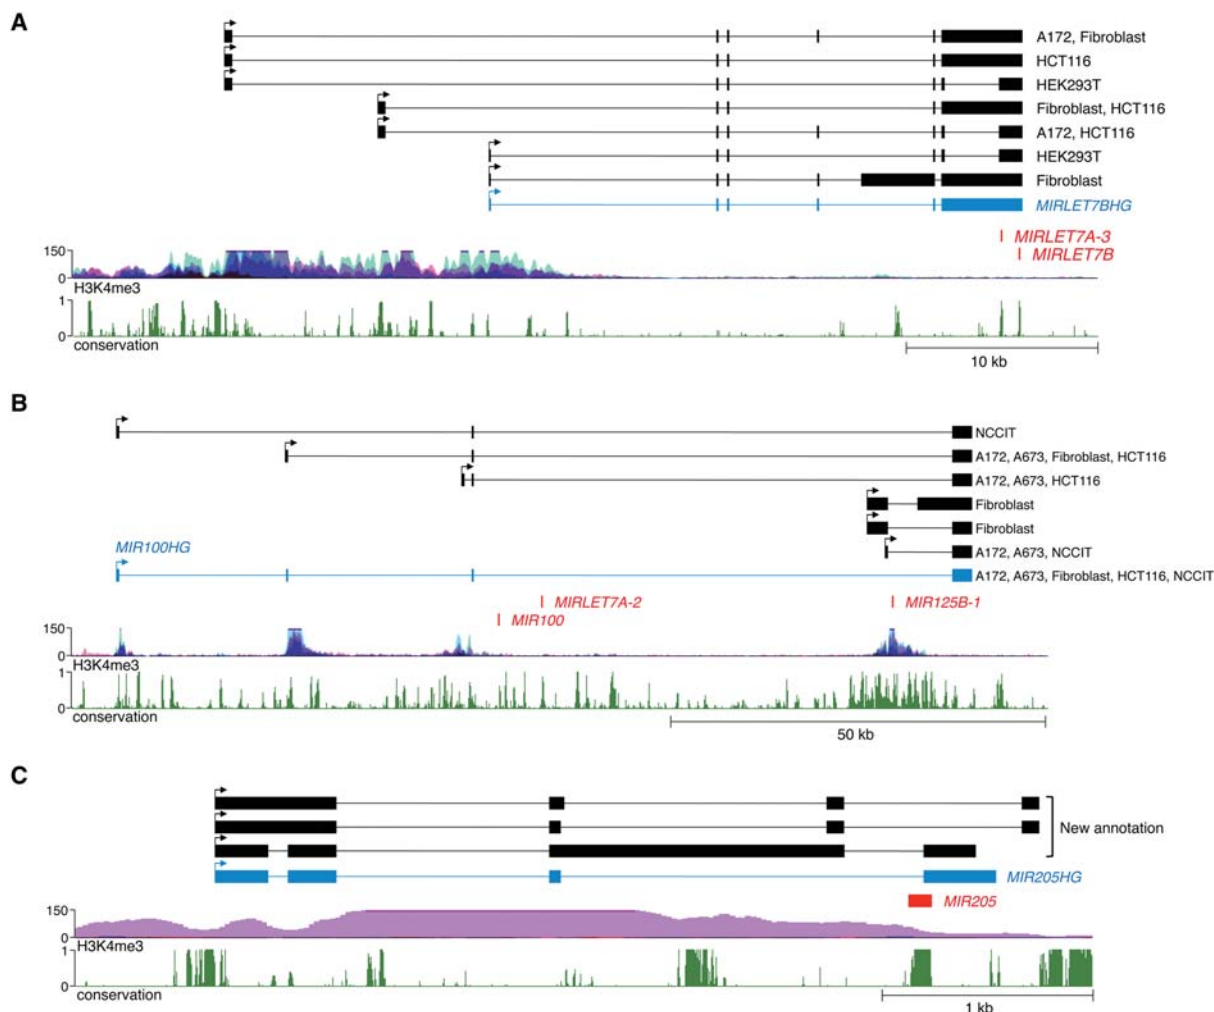 A
A172, Fibroblast
HCT116
HEK293T
Fibroblast, HCT116
A172, HCT116
HEK293T
Fibroblast
MIRLET7BHG
MIRLET7A-3
MIRLET7B
150
0
H3K4me3
1
0
conservation
10 kb
B
NCCIT
A172, A673, Fibroblast, HCT116
A172, A673, HCT116
Fibroblast
Fibroblast
A172, A673, NCCIT
MIR100HG
A172, A673, Fibroblast, HCT116, NCCIT
MIRLET7A-2
MIR125B-1
MIR100
150
0
H3K4me3
1
0
conservation
50 kb
C
New annotation
MIR205HG
MIR205
150
0
H3K4me3
1
0
conservation
1 kb